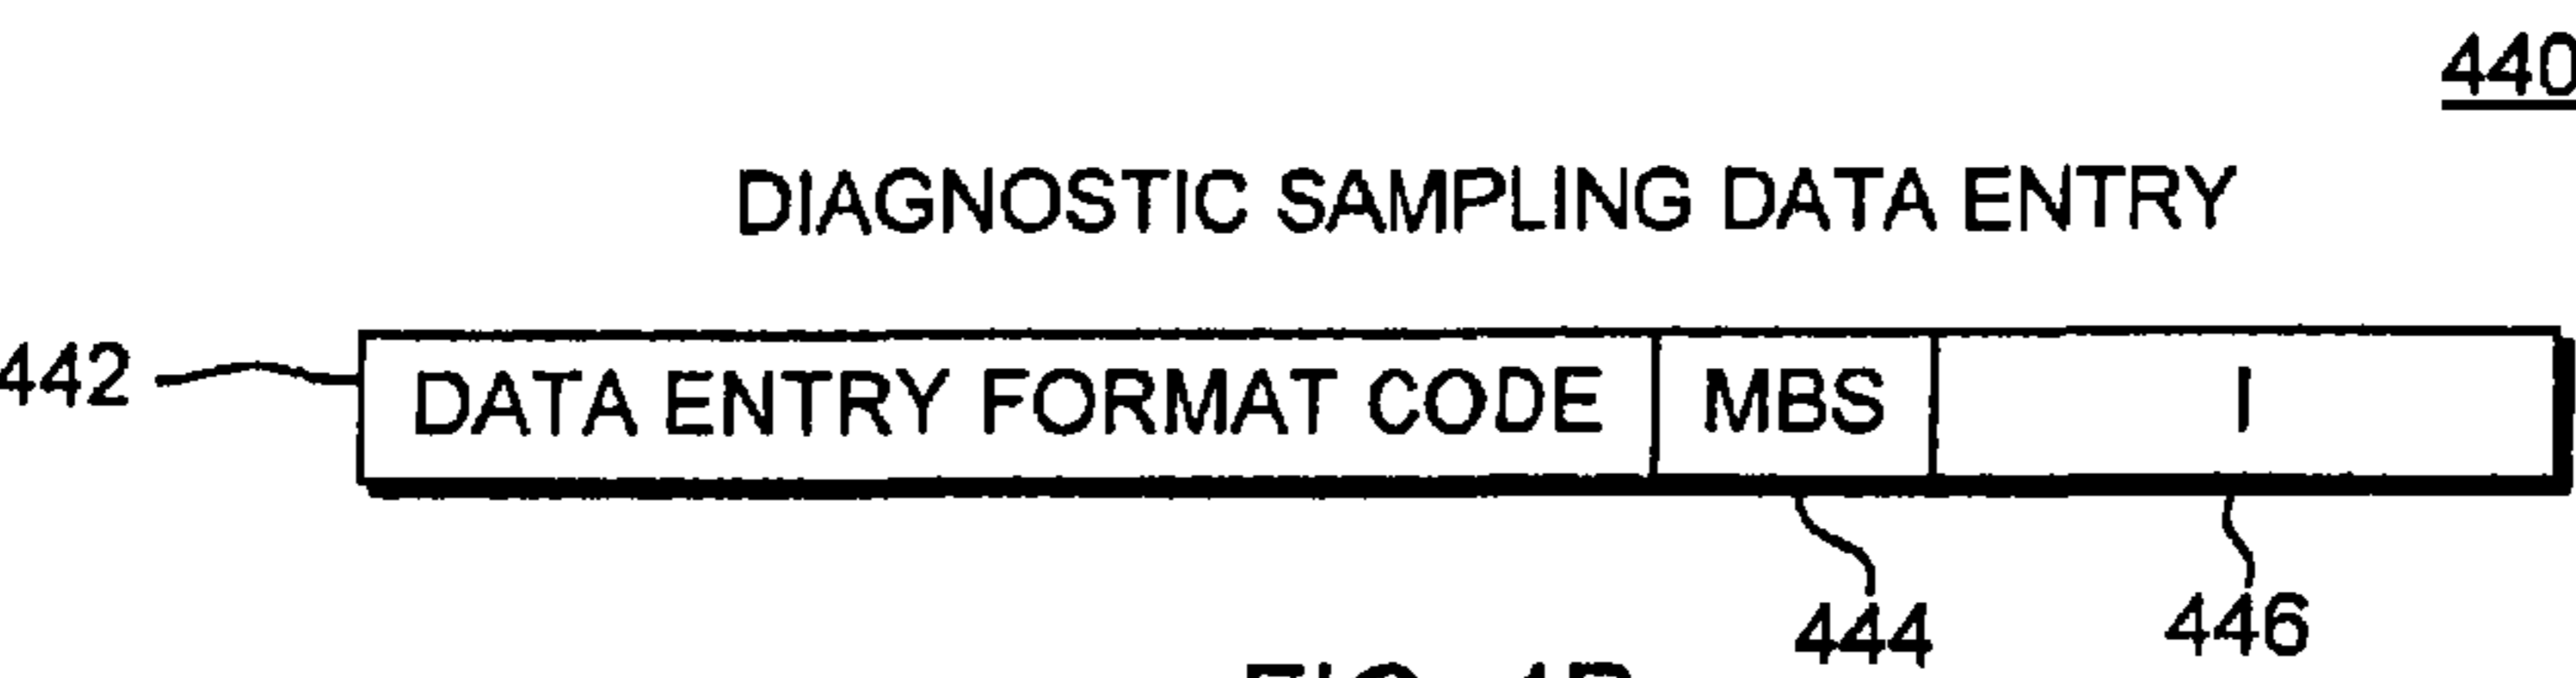 440
DIAGNOSTIC SAMPLING DATA ENTRY
442 DATA ENTRY FORMAT CODE MBS I
444 446